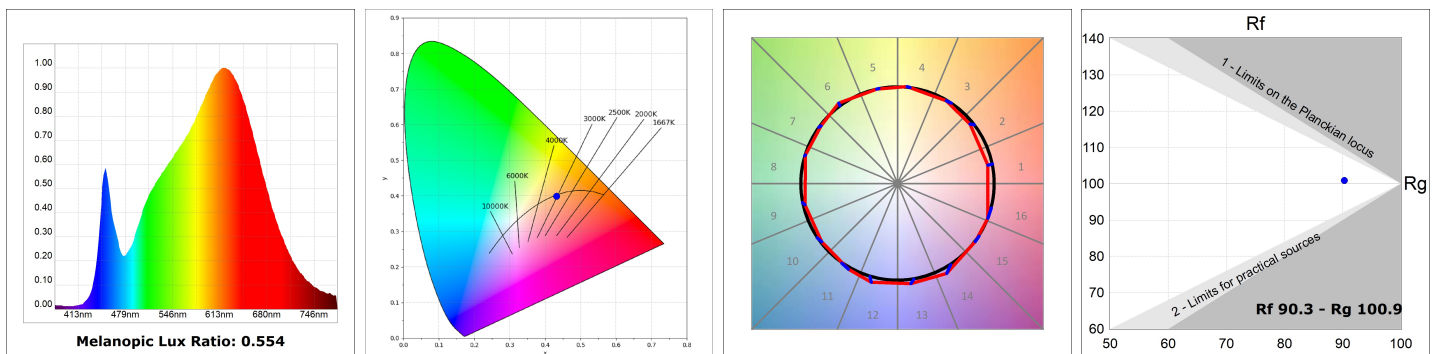 1.00
0.90
0.80
0.70
0.60
0.50
0.40
0.30
0.20
0.10
0.00
413nm 479nm 546nm 613nm 680nm 746nm
Melanopic Lux Ratio: 0.554
0.9
0.8
0.7
0.6
0.5
0.4
0.3
0.2
0.1
0.0
y
0.0 0.1 0.2 0.3 0.4 0.5 0.6 0.7 0.8
x
10000K
6000K
4000K
3000K
2500K
2000K
1667K
1
2
3
4
5
6
7
8
9
10
11
12
13
14
15
16
Rf
140
130
120
110
100
90
80
70
60
50 60 70 80 90 100
Rg
1 - Limits on the Planckian locus
2 - Limits for practical sources
Rf 90.3 - Rg 100.9